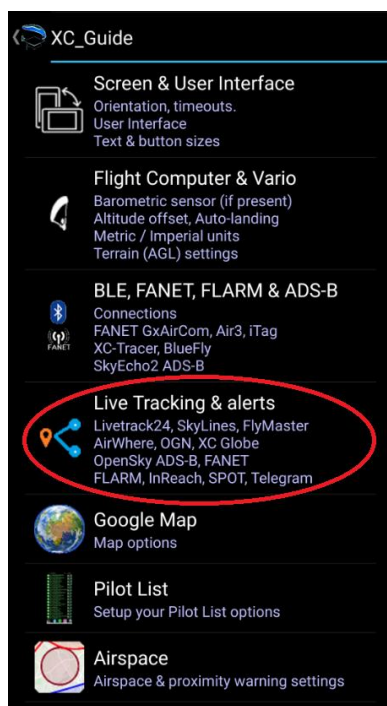 XC_Guide
Screen & User Interface
Orientation, timeouts.
User Interface
Text & button sizes
Flight Computer & Vario
Barometric sensor (if present)
Altitude offset, Auto-landing
Metric / Imperial units
Terrain (AGL) settings
BLE, FANET, FLARM & ADS-B
Connections
FANET GxAirCom, Air3, iTag
XC-Tracer, BlueFly
SkyEcho2 ADS-B
FANET
Live Tracking & alerts
Livetrack24, SkyLines, FlyMaster
AirWhere, OGN, XC Globe
OpenSky ADS-B, FANET
FLARM, InReach, SPOT, Telegram
Google Map
Map options
Pilot List
Setup your Pilot List options
Airspace
Airspace & proximity warning settings